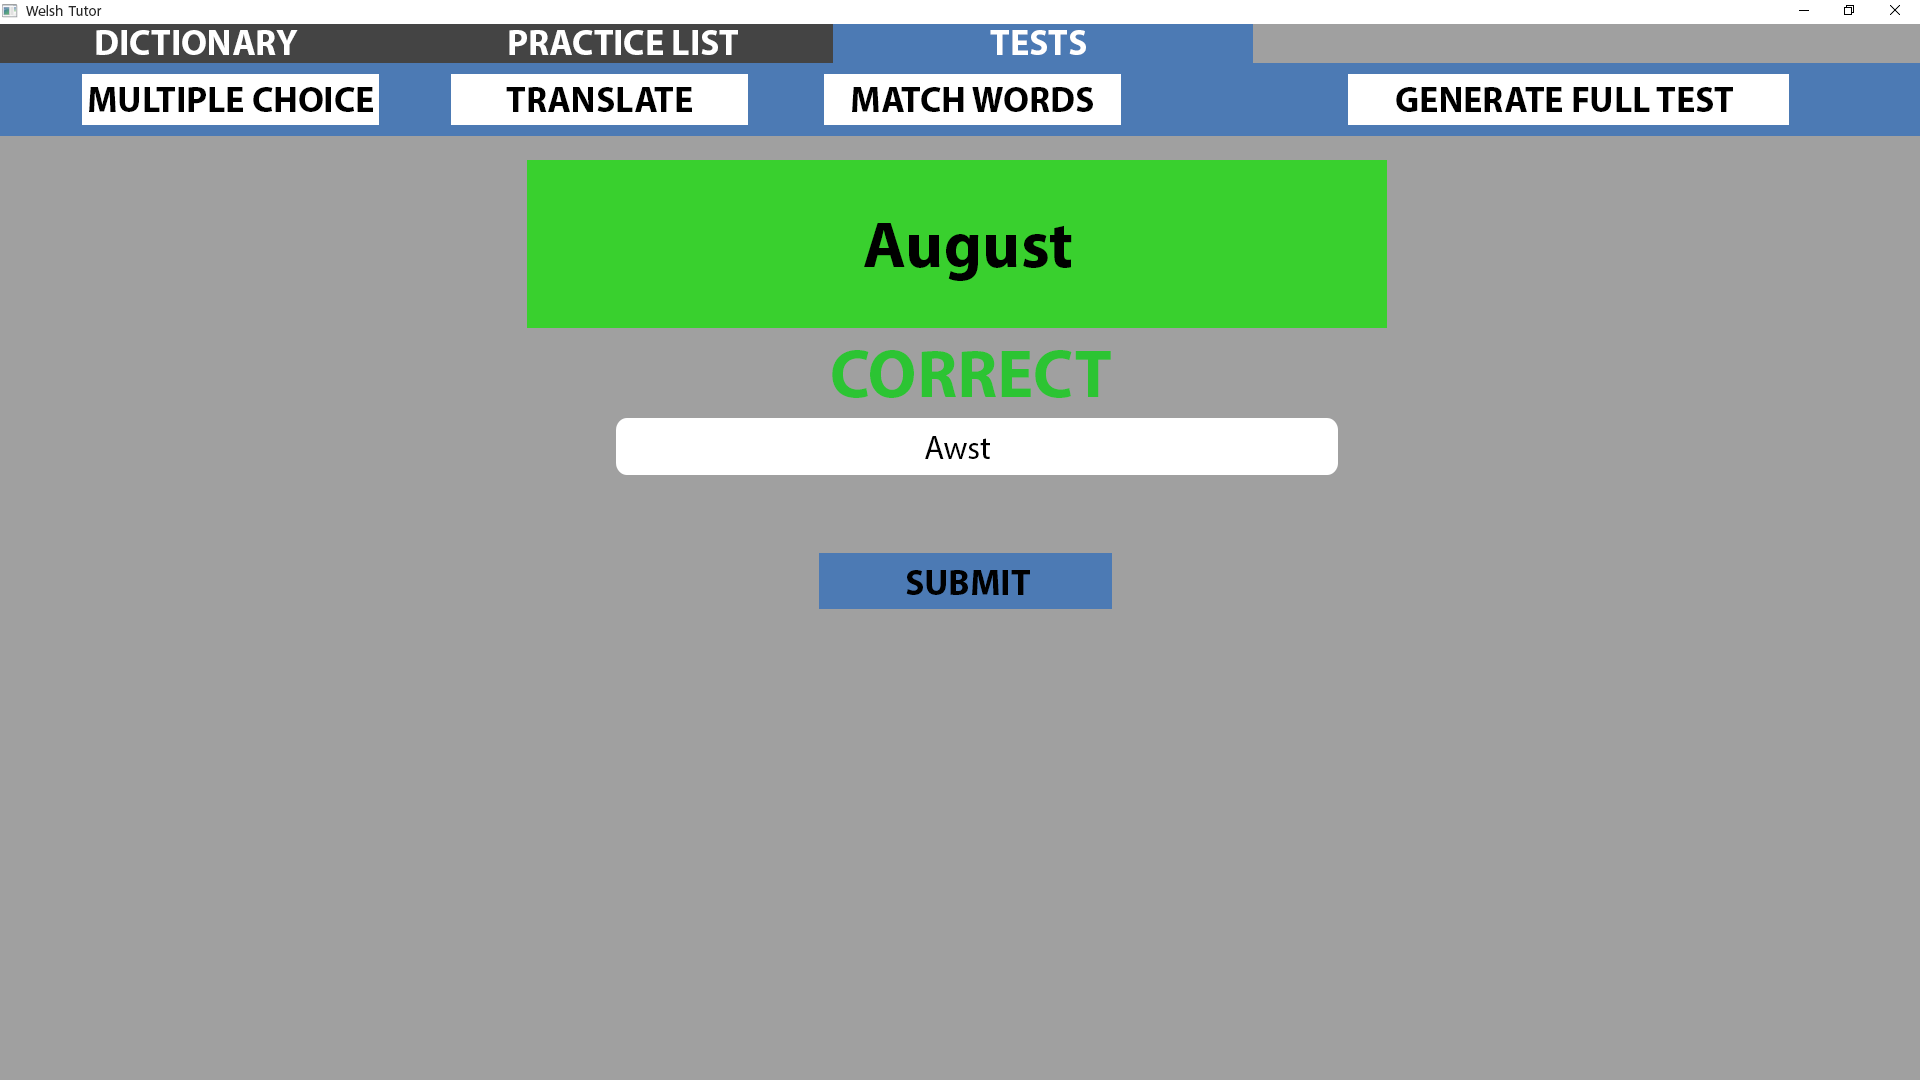 Welsh Tutor
DICTIONARY PRACTICE LIST TESTS
MULTIPLE CHOICE TRANSLATE MATCH WORDS GENERATE FULL TEST
August
CORRECT
Awst
SUBMIT